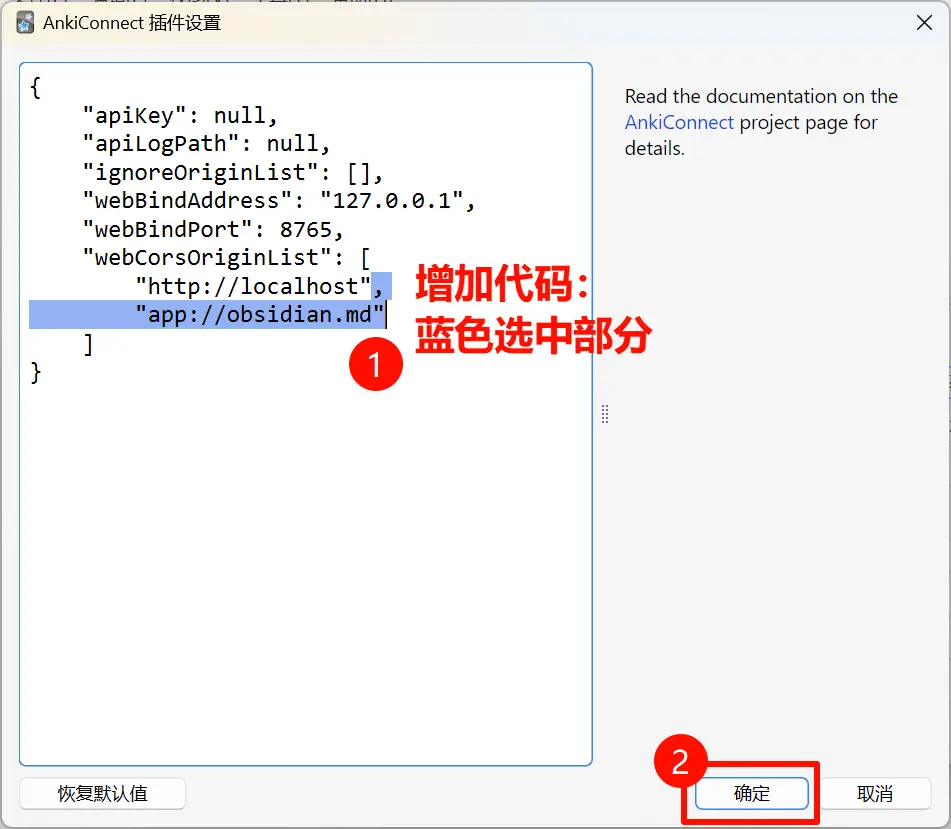 AnkiConnect 插件设置
{
"apiKey": null,
"apiLogPath": null,
"ignoreOriginList": [],
"webBindAddress": "127.0.0.1",
"webBindPort": 8765,
"webCorsOriginList": [
"http://localhost",
"app://obsidian.md"
]
}
增加代码：
蓝色选中部分
1
Read the documentation on the
AnkiConnect project page for
details.
恢复默认值
2
确定
取消